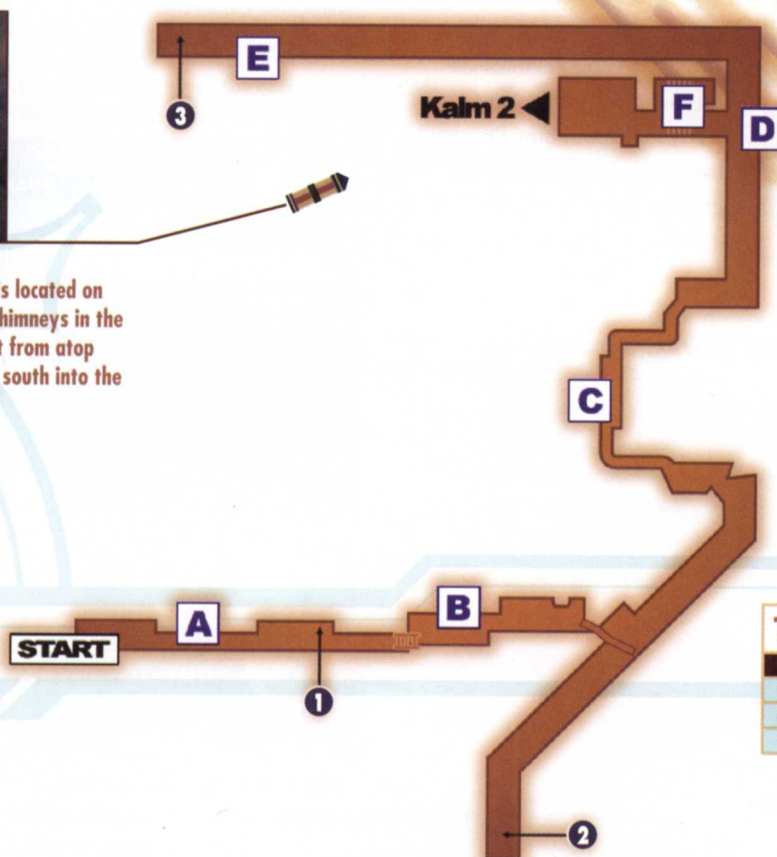 E
3
Kalm 2
F
D
s located on
himneys in the
t from atop
south into the
C
A
B
START
1
2